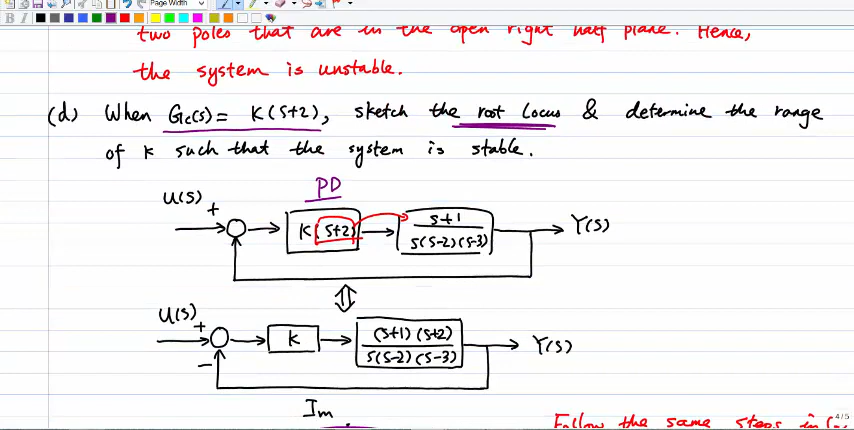 Page Width
B I
two poles that are in the open right half plane. Hence,
the system is unstable.
(d) When Gc(s) = K(s+2), sketch the root locus & determine the range
of K such that the system is stable.
PD
U(s) + K(s+2) s+1 / s(s-2)(s-3) Y(s)
U(s) + − K (s+1)(s+2) / s(s-2)(s-3) Y(s)
Im
Follow the same steps in
4/5